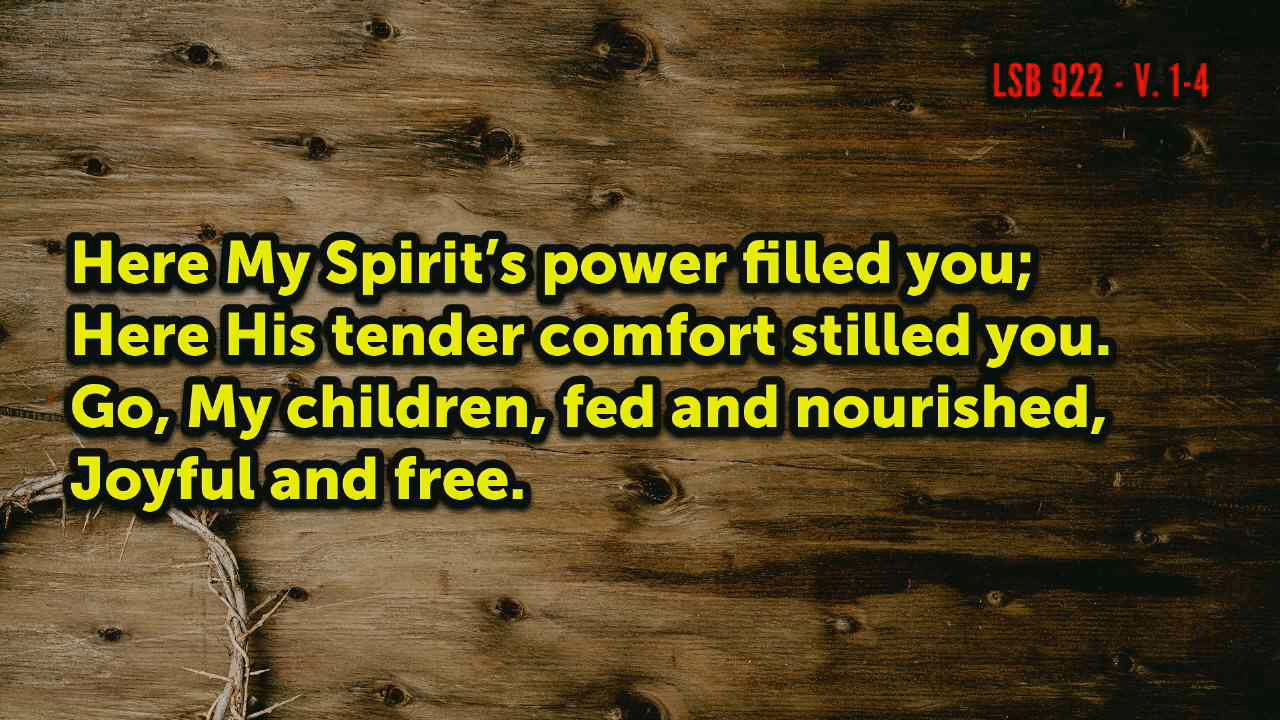 LSB 922 - V. 1-4
Here My Spirit’s power filled you;
Here His tender comfort stilled you.
Go, My children, fed and nourished,
Joyful and free.